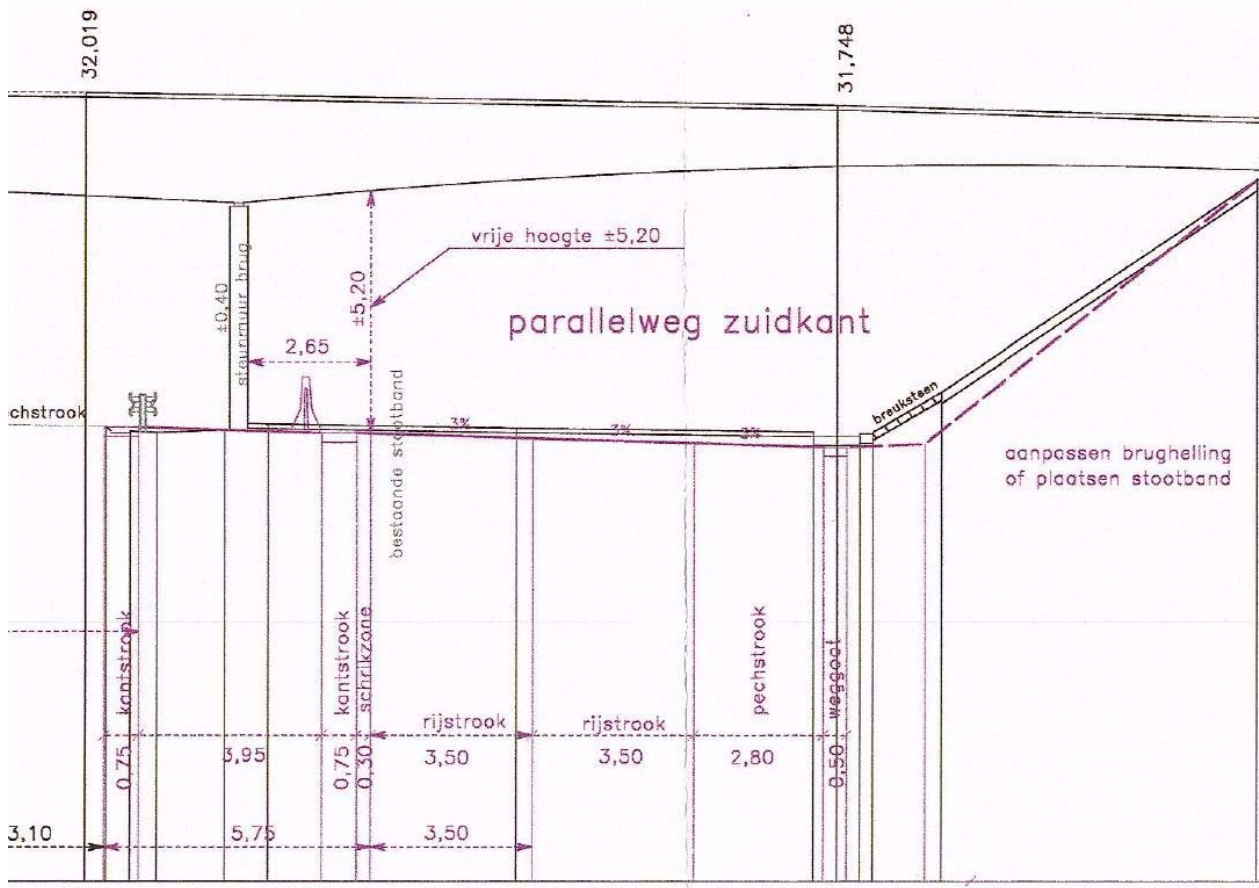 32,019
31,748
vrije hoogte ±5,20
±5,20
±0,40
steunmuur brug
parallelweg zuidkant
2,65
chstrook
breuksteen
3%
3%
3%
bestaande stootband
aanpassen brughelling
of plaatsen stootband
kantstrook
kantstrook
schrikzone
rijstrook
rijstrook
pechstrook
weggoot
0,75
3,95
0,75
0,30
3,50
3,50
2,80
0,50
3,10
5,75
3,50